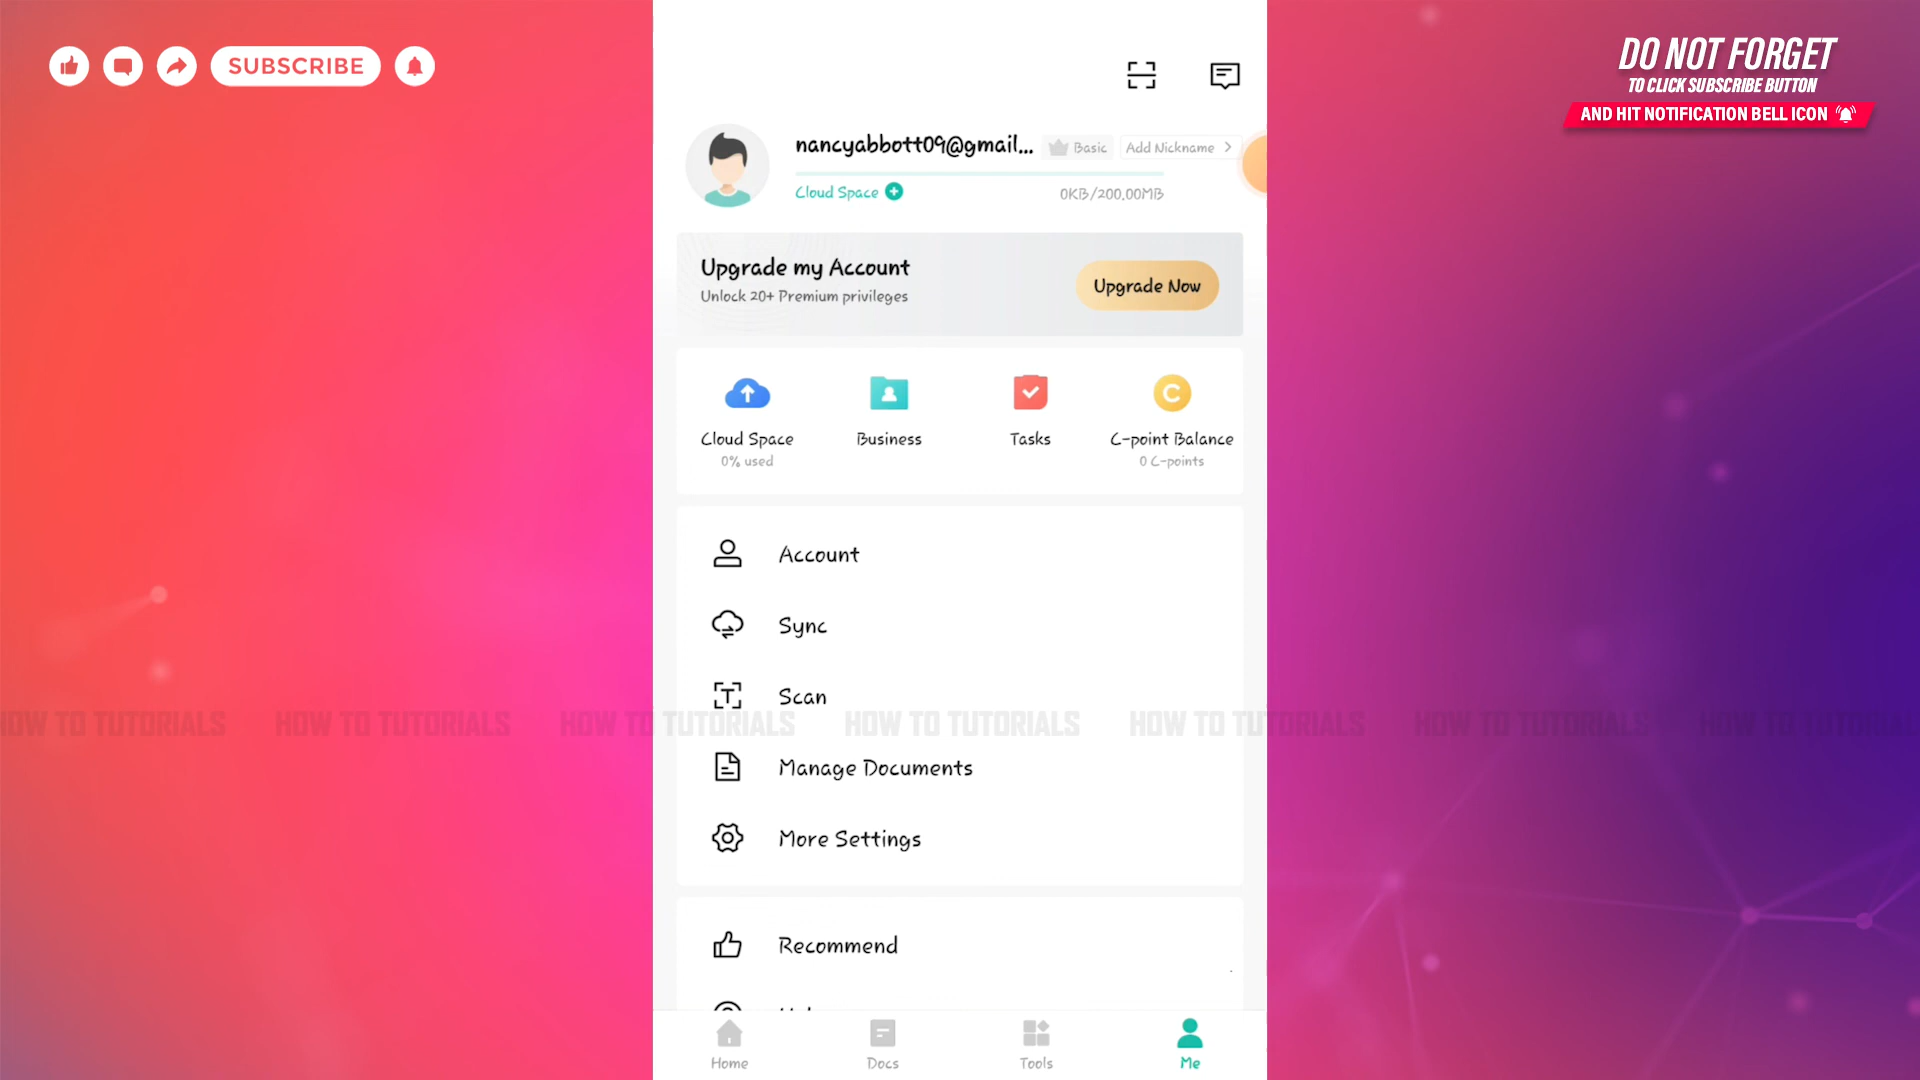 SUBSCRIBE
DO NOT FORGET
TO CLICK SUBSCRIBE BUTTON
AND HIT NOTIFICATION BELL ICON
nancyabbott09@gmail...
Basic
Add Nickname >
Cloud Space
0KB/200.00MB
Upgrade my Account
Unlock 20+ Premium privileges
Upgrade Now
C
Cloud Space
Business
Tasks
C-point Balance
0% used
0 C-points
Account
Sync
T
Scan
HOW TO TUTORIALS HOW TO TUTORIALS HOW TO TUTORIALS HOW TO TUTORIALS HOW TO TUTORIALS HOW TO TUTORIALS HOW TO TUTORIALS
Manage Documents
More Settings
Recommend
Home
Docs
Tools
Me